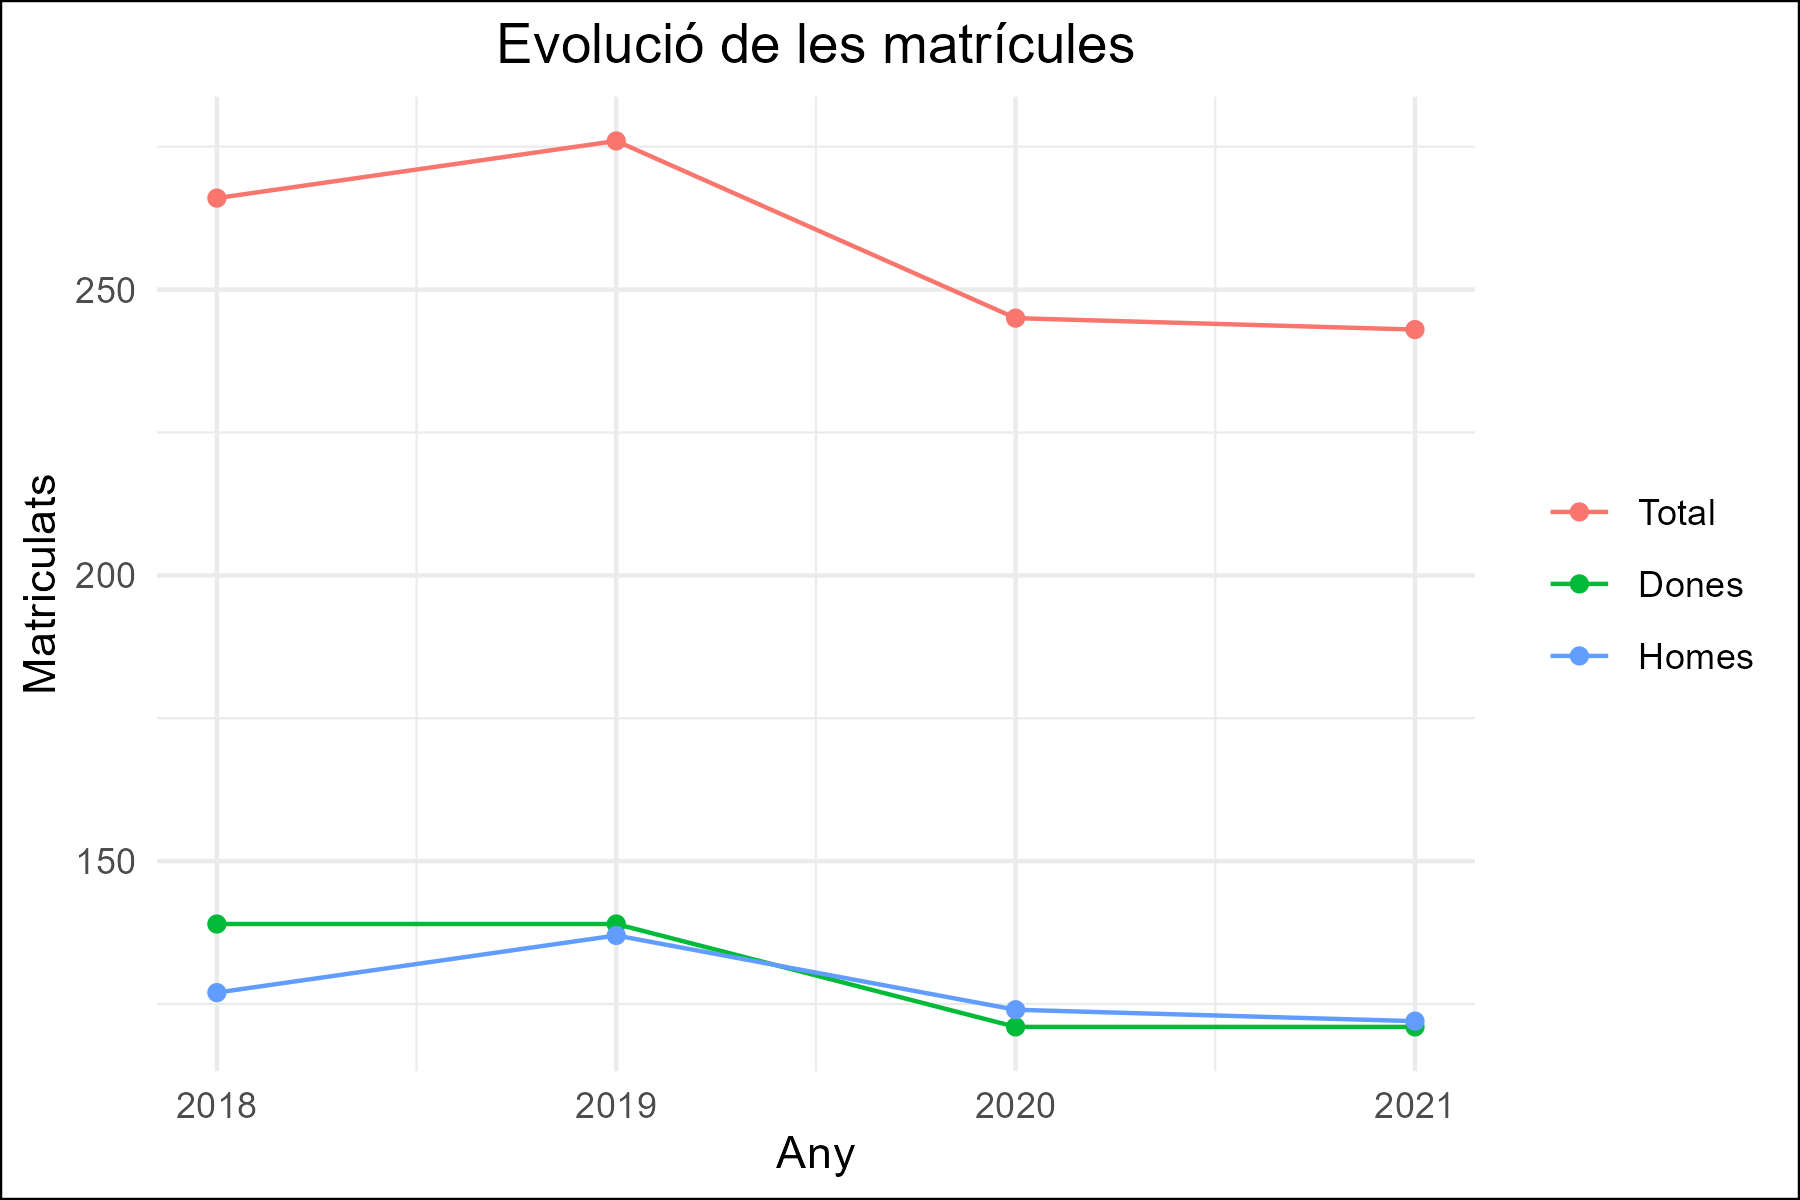 Evolució de les matrícules
Matriculats
250
200
150
2018
2019
2020
2021
Any
Total
Dones
Homes